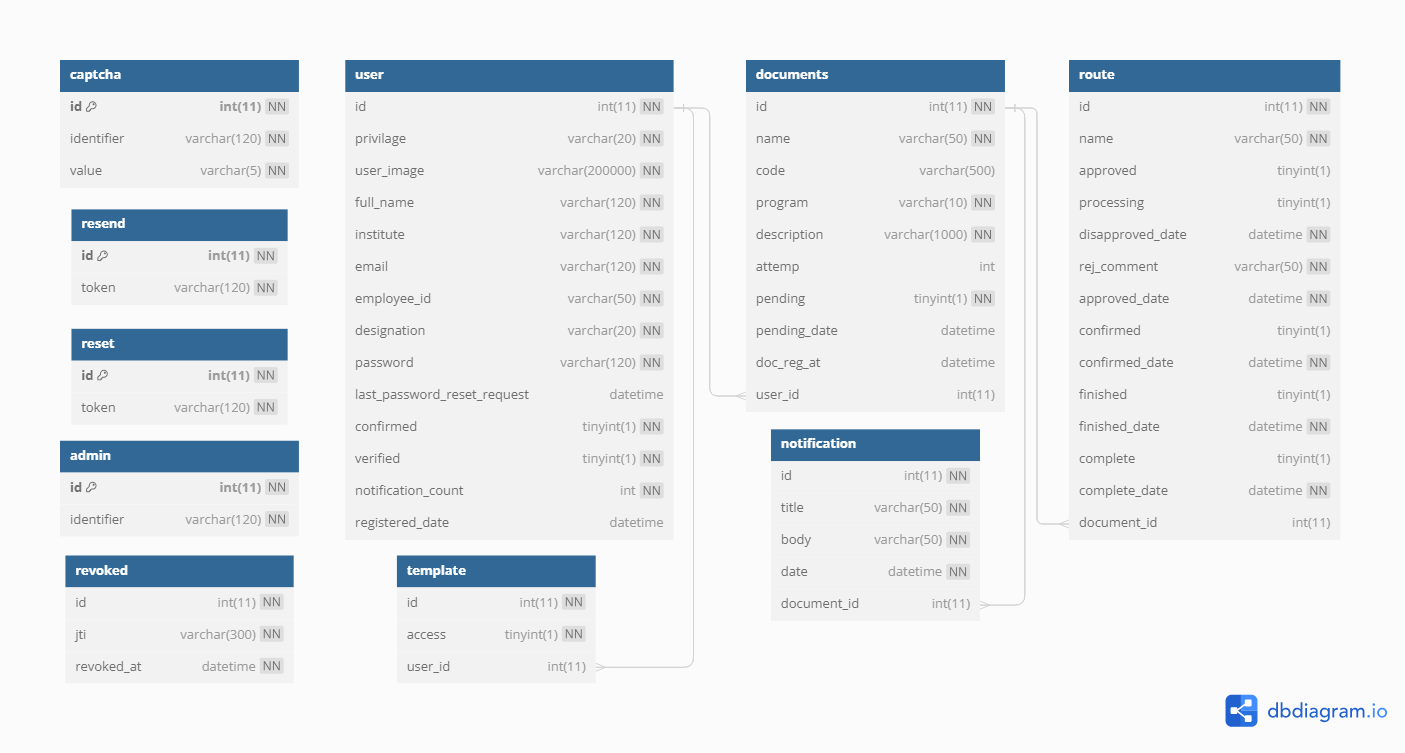 captcha
id int(11) NN
identifier varchar(120) NN
value varchar(5) NN
resend
id int(11) NN
token varchar(120) NN
reset
id int(11) NN
token varchar(120) NN
admin
id int(11) NN
identifier varchar(120) NN
revoked
id int(11) NN
jti varchar(300) NN
revoked_at datetime NN
user
id int(11) NN
privilage varchar(20) NN
user_image varchar(200000) NN
full_name varchar(120) NN
institute varchar(120) NN
email varchar(120) NN
employee_id varchar(50) NN
designation varchar(20) NN
password varchar(120) NN
last_password_reset_request datetime
confirmed tinyint(1) NN
verified tinyint(1) NN
notification_count int NN
registered_date datetime
template
id int(11) NN
access tinyint(1) NN
user_id int(11)
documents
id int(11) NN
name varchar(50) NN
code varchar(500)
program varchar(10) NN
description varchar(1000) NN
attemp int
pending tinyint(1) NN
pending_date datetime
doc_reg_at datetime
user_id int(11)
notification
id int(11) NN
title varchar(50) NN
body varchar(50) NN
date datetime NN
document_id int(11)
route
id int(11) NN
name varchar(50) NN
approved tinyint(1)
processing tinyint(1)
disapproved_date datetime NN
rej_comment varchar(50) NN
approved_date datetime NN
confirmed tinyint(1)
confirmed_date datetime NN
finished tinyint(1)
finished_date datetime NN
complete tinyint(1)
complete_date datetime NN
document_id int(11)
dbdiagram.io